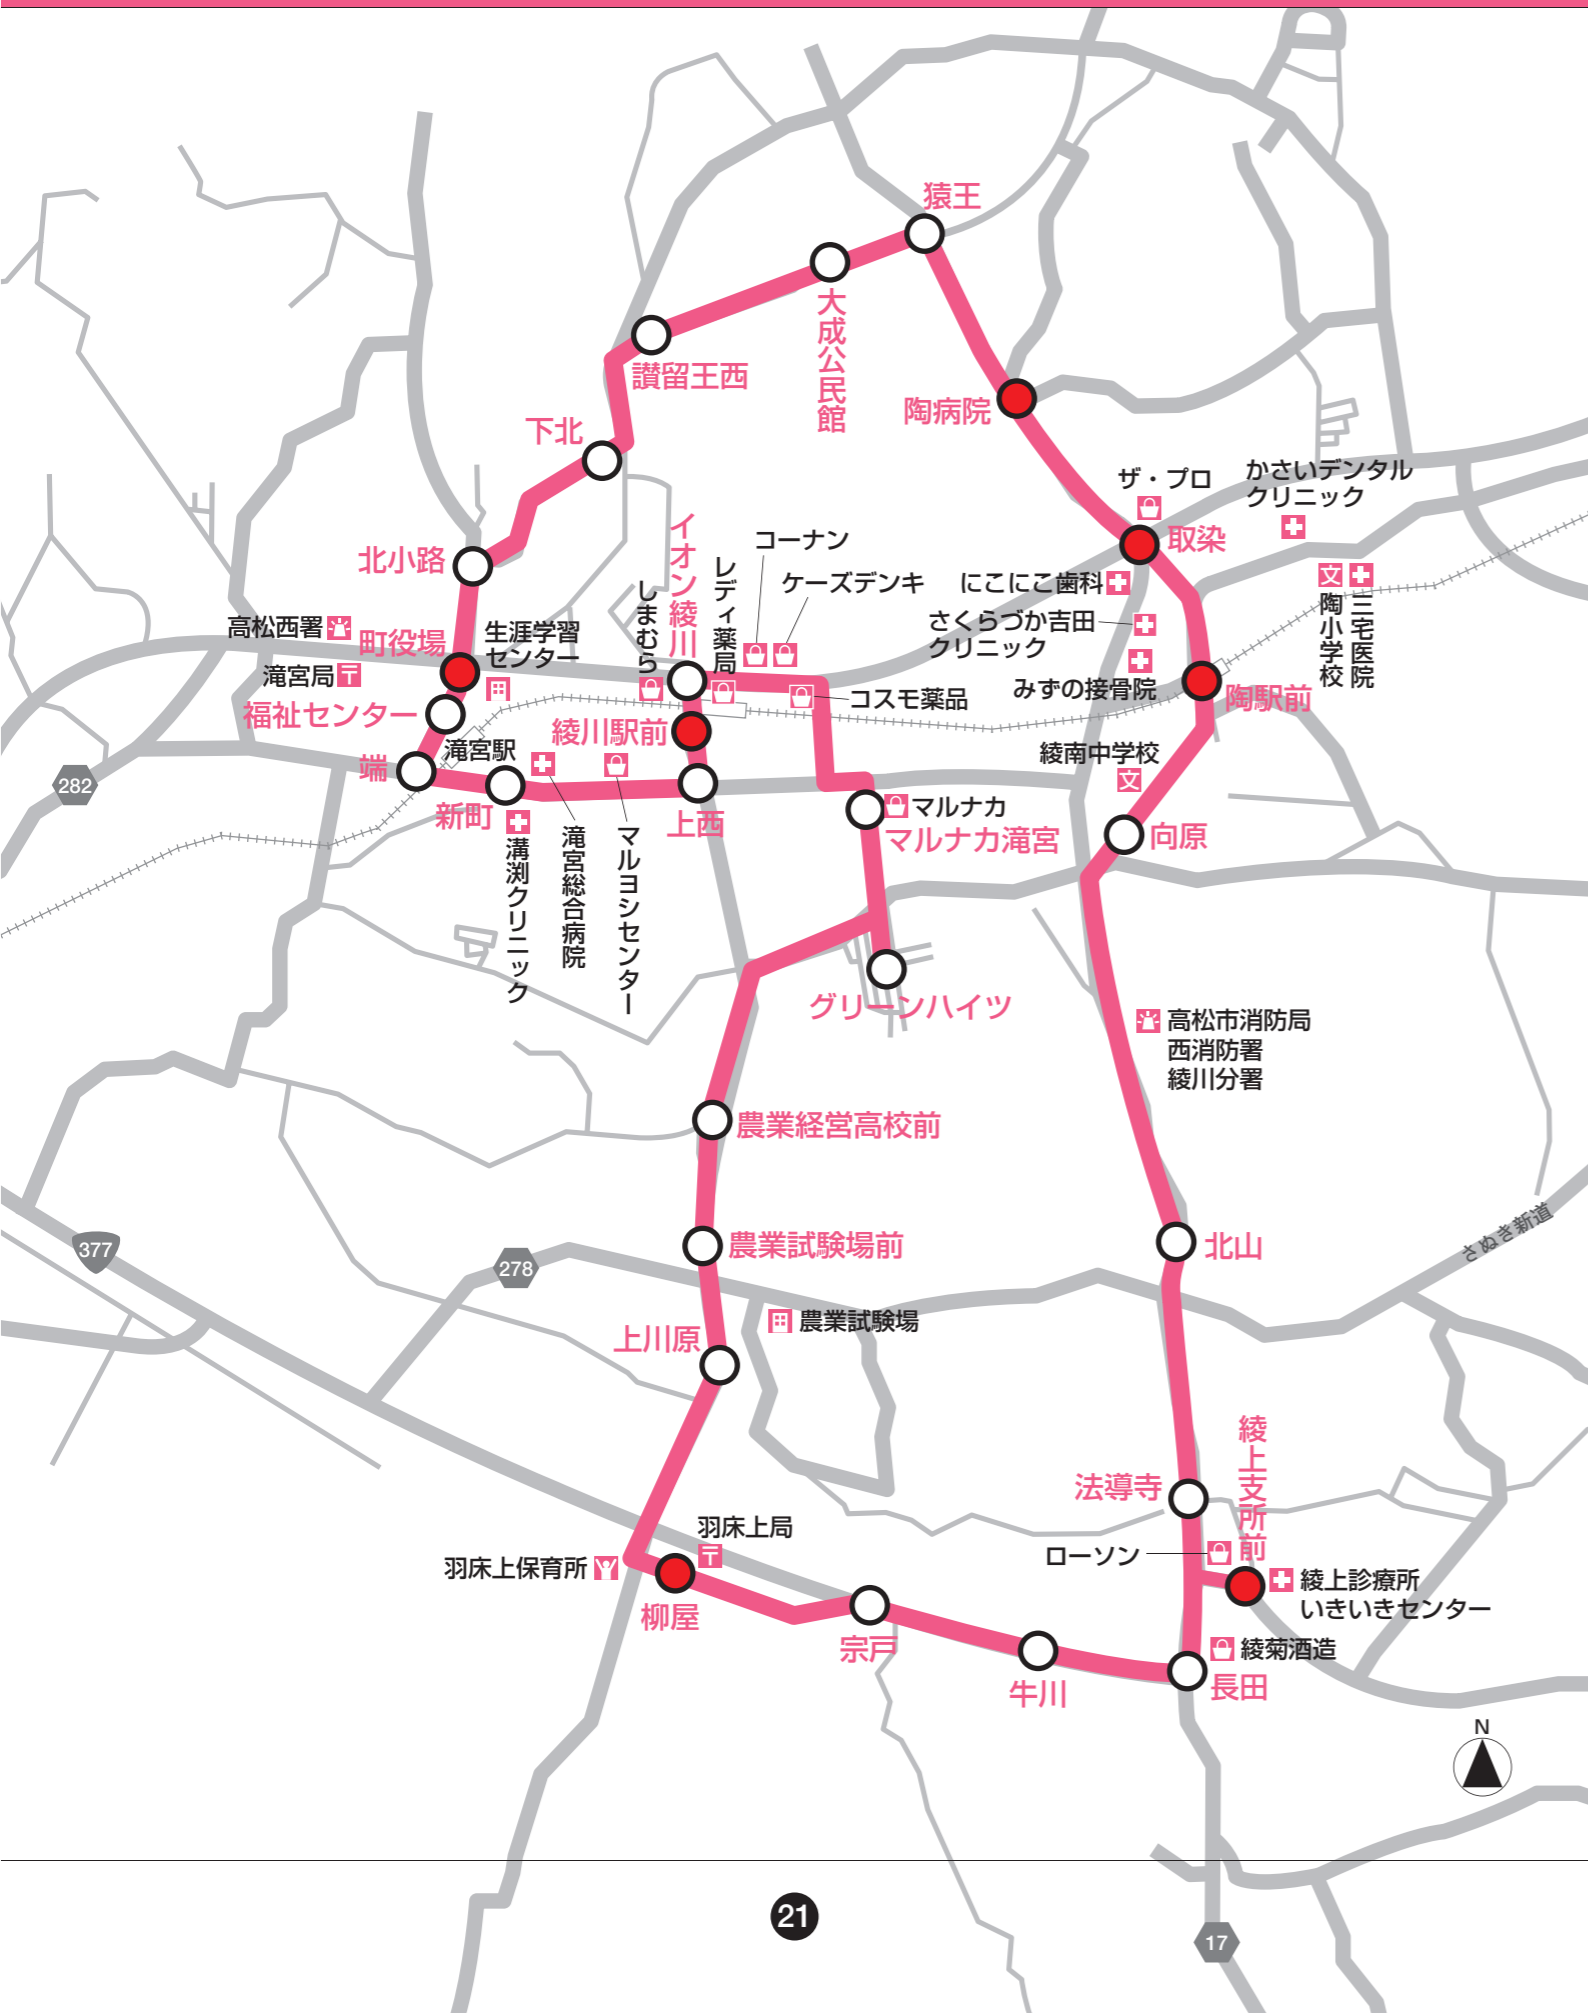 猿王
大成公民館
讃留王西
陶病院
下北
ザ・プロ
かさいデンタル
クリニック
取染
北小路
イオン綾川
コーナン
レディ薬局
ケーズデンキ
しまむら
にこにこ歯科
文
陶小学校
三宅医院
さくらづか吉田
クリニック
高松西署
町役場
生涯学習
センター
滝宮局
みずの接骨院
陶駅前
コスモ薬品
福祉センター
綾川駅前
滝宮駅
綾南中学校
文
端
282
新町
上西
マルナカ
マルナカ滝宮
向原
溝渕クリニック
滝宮総合病院
マルヨシセンター
グリーンハイツ
高松市消防局
西消防署
綾川分署
農業経営高校前
377
278
農業試験場前
北山
さぬき新道
農業試験場
上川原
綾上支所前
法導寺
羽床上局
ローソン
羽床上保育所
綾上診療所
いきいきセンター
柳屋
宗戸
綾菊酒造
牛川
長田
N
21
17